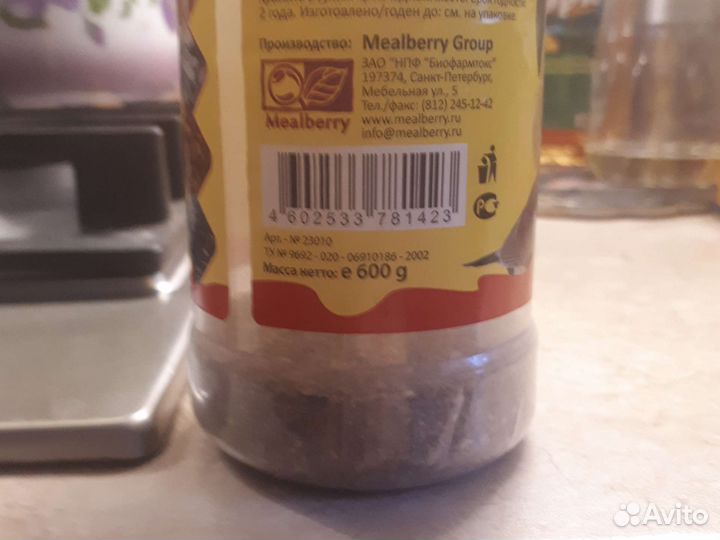 2 года. Изготовлено/годен до: см. на упаковке.
Производство: Mealberry Group
ЗАО "НПФ "Биофармтокс"
197374, Санкт-Петербург,
Мебельная ул., 5
Тел./факс: (812) 245-12-42
www.mealberry.ru
info@mealberry.ru
Mealberry
4 602533 781423
Арт. - № 23010
ТУ № 9692 - 020 - 06910186 - 2002
Масса нетто: e 600 g
Avito